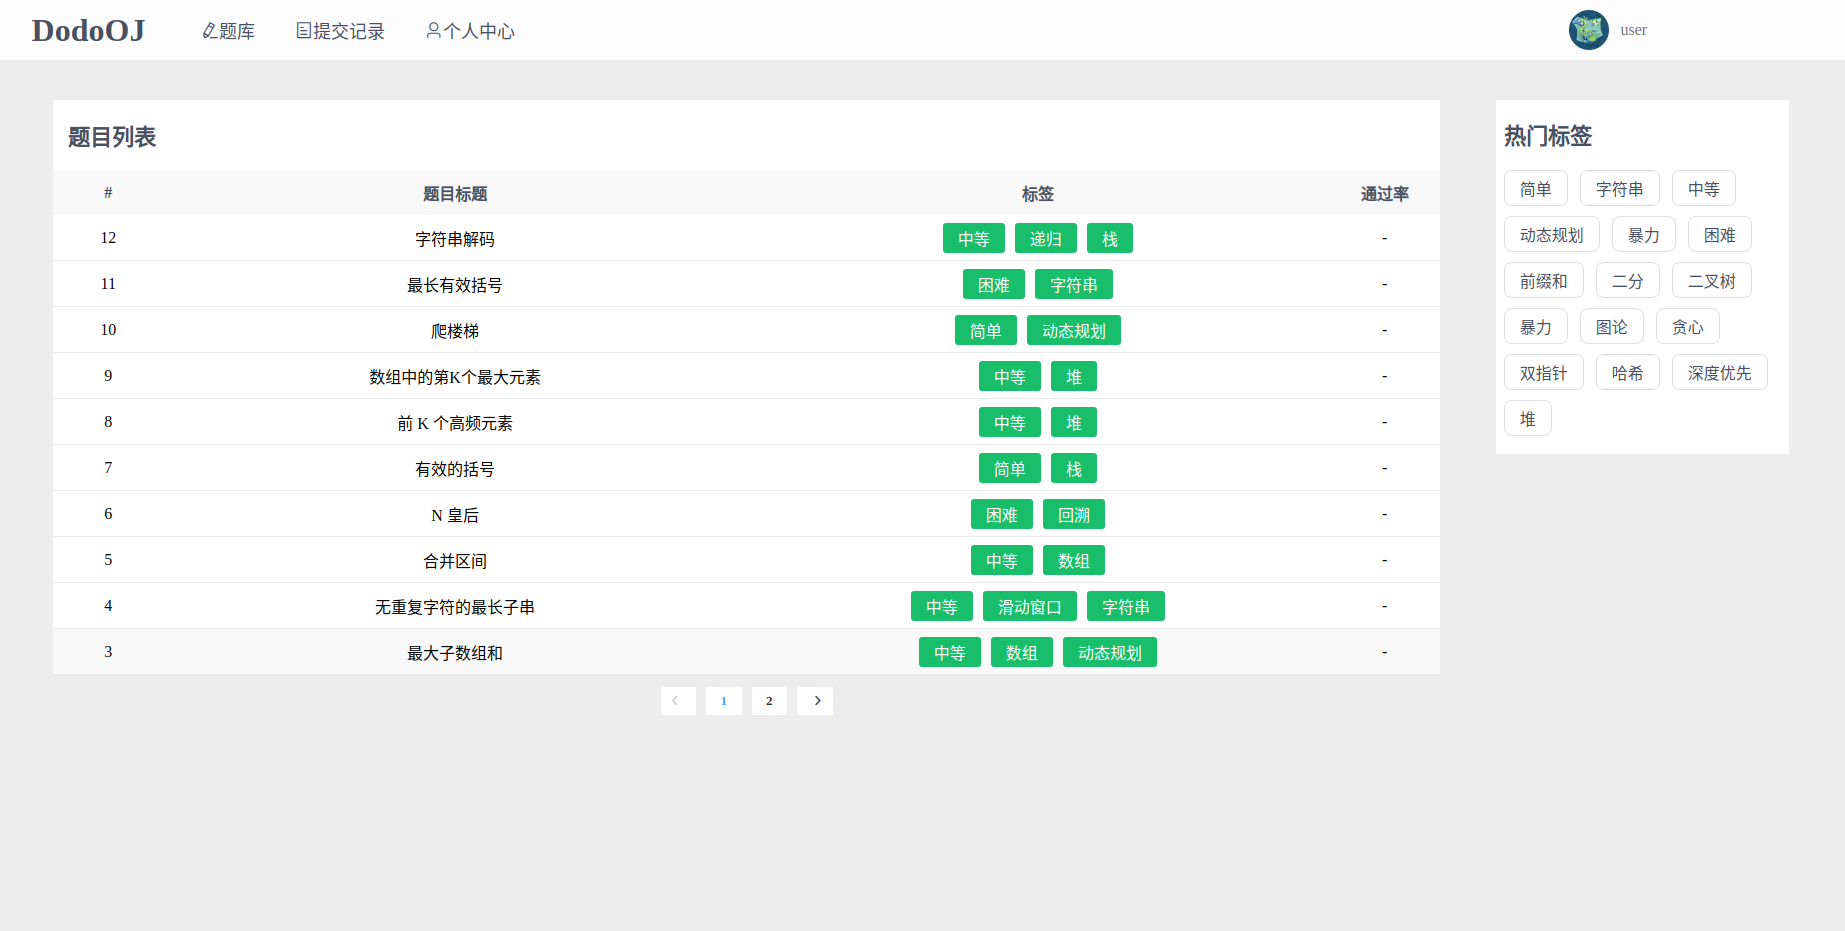 DodoOJ 题库 提交记录 个人中心 user
题目列表
# 题目标题 标签 通过率
12 字符串解码 中等 递归 栈 -
11 最长有效括号 困难 字符串 -
10 爬楼梯 简单 动态规划 -
9 数组中的第K个最大元素 中等 堆 -
8 前 K 个高频元素 中等 堆 -
7 有效的括号 简单 栈 -
6 N 皇后 困难 回溯 -
5 合并区间 中等 数组 -
4 无重复字符的最长子串 中等 滑动窗口 字符串 -
3 最大子数组和 中等 数组 动态规划 -
1 2
热门标签
简单 字符串 中等
动态规划 暴力 困难
前缀和 二分 二叉树
暴力 图论 贪心
双指针 哈希 深度优先
堆